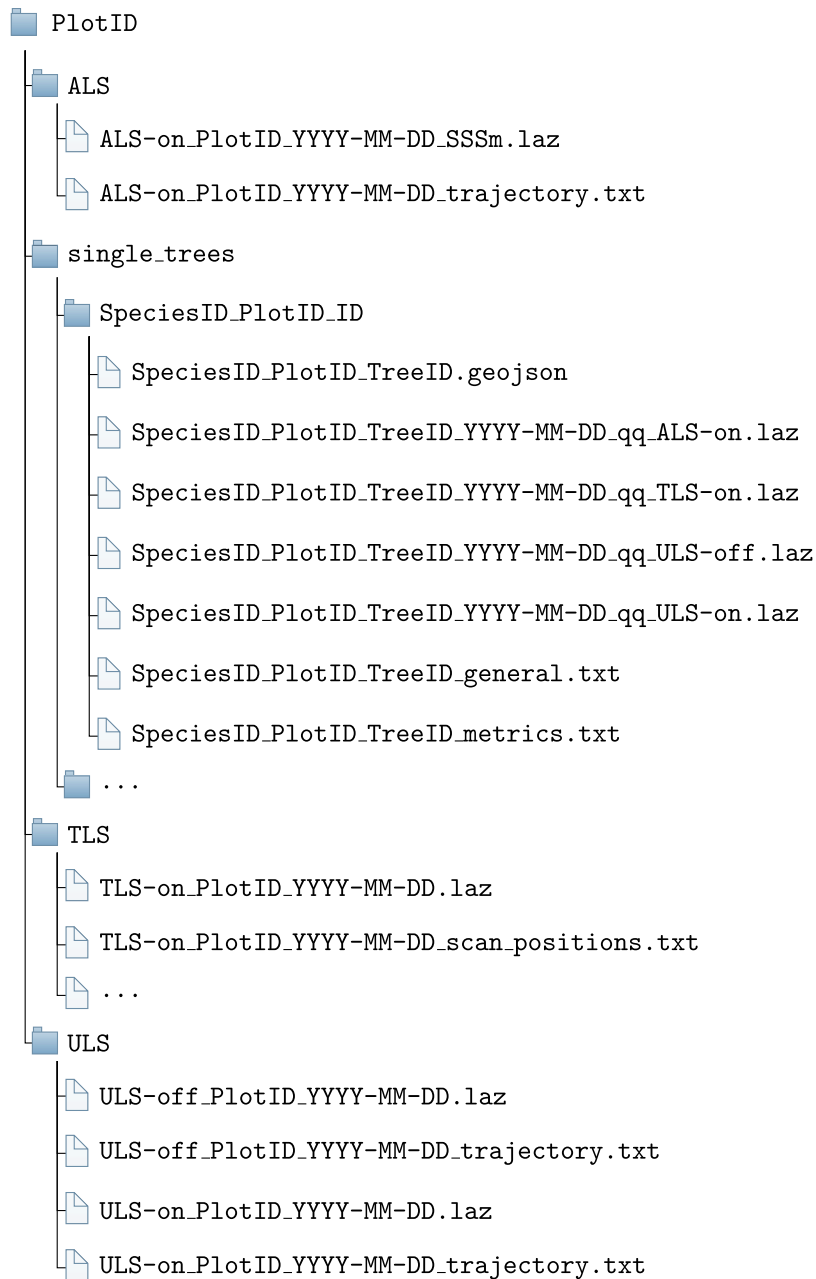 PlotID
ALS
ALS-on_PlotID_YYYY-MM-DD_SSSm.laz
ALS-on_PlotID_YYYY-MM-DD_trajectory.txt
single_trees
SpeciesID_PlotID_ID
SpeciesID_PlotID_TreeID.geojson
SpeciesID_PlotID_TreeID_YYYY-MM-DD_qq_ALS-on.laz
SpeciesID_PlotID_TreeID_YYYY-MM-DD_qq_TLS-on.laz
SpeciesID_PlotID_TreeID_YYYY-MM-DD_qq_ULS-off.laz
SpeciesID_PlotID_TreeID_YYYY-MM-DD_qq_ULS-on.laz
SpeciesID_PlotID_TreeID_general.txt
SpeciesID_PlotID_TreeID_metrics.txt
...
TLS
TLS-on_PlotID_YYYY-MM-DD.laz
TLS-on_PlotID_YYYY-MM-DD_scan_positions.txt
...
ULS
ULS-off_PlotID_YYYY-MM-DD.laz
ULS-off_PlotID_YYYY-MM-DD_trajectory.txt
ULS-on_PlotID_YYYY-MM-DD.laz
ULS-on_PlotID_YYYY-MM-DD_trajectory.txt